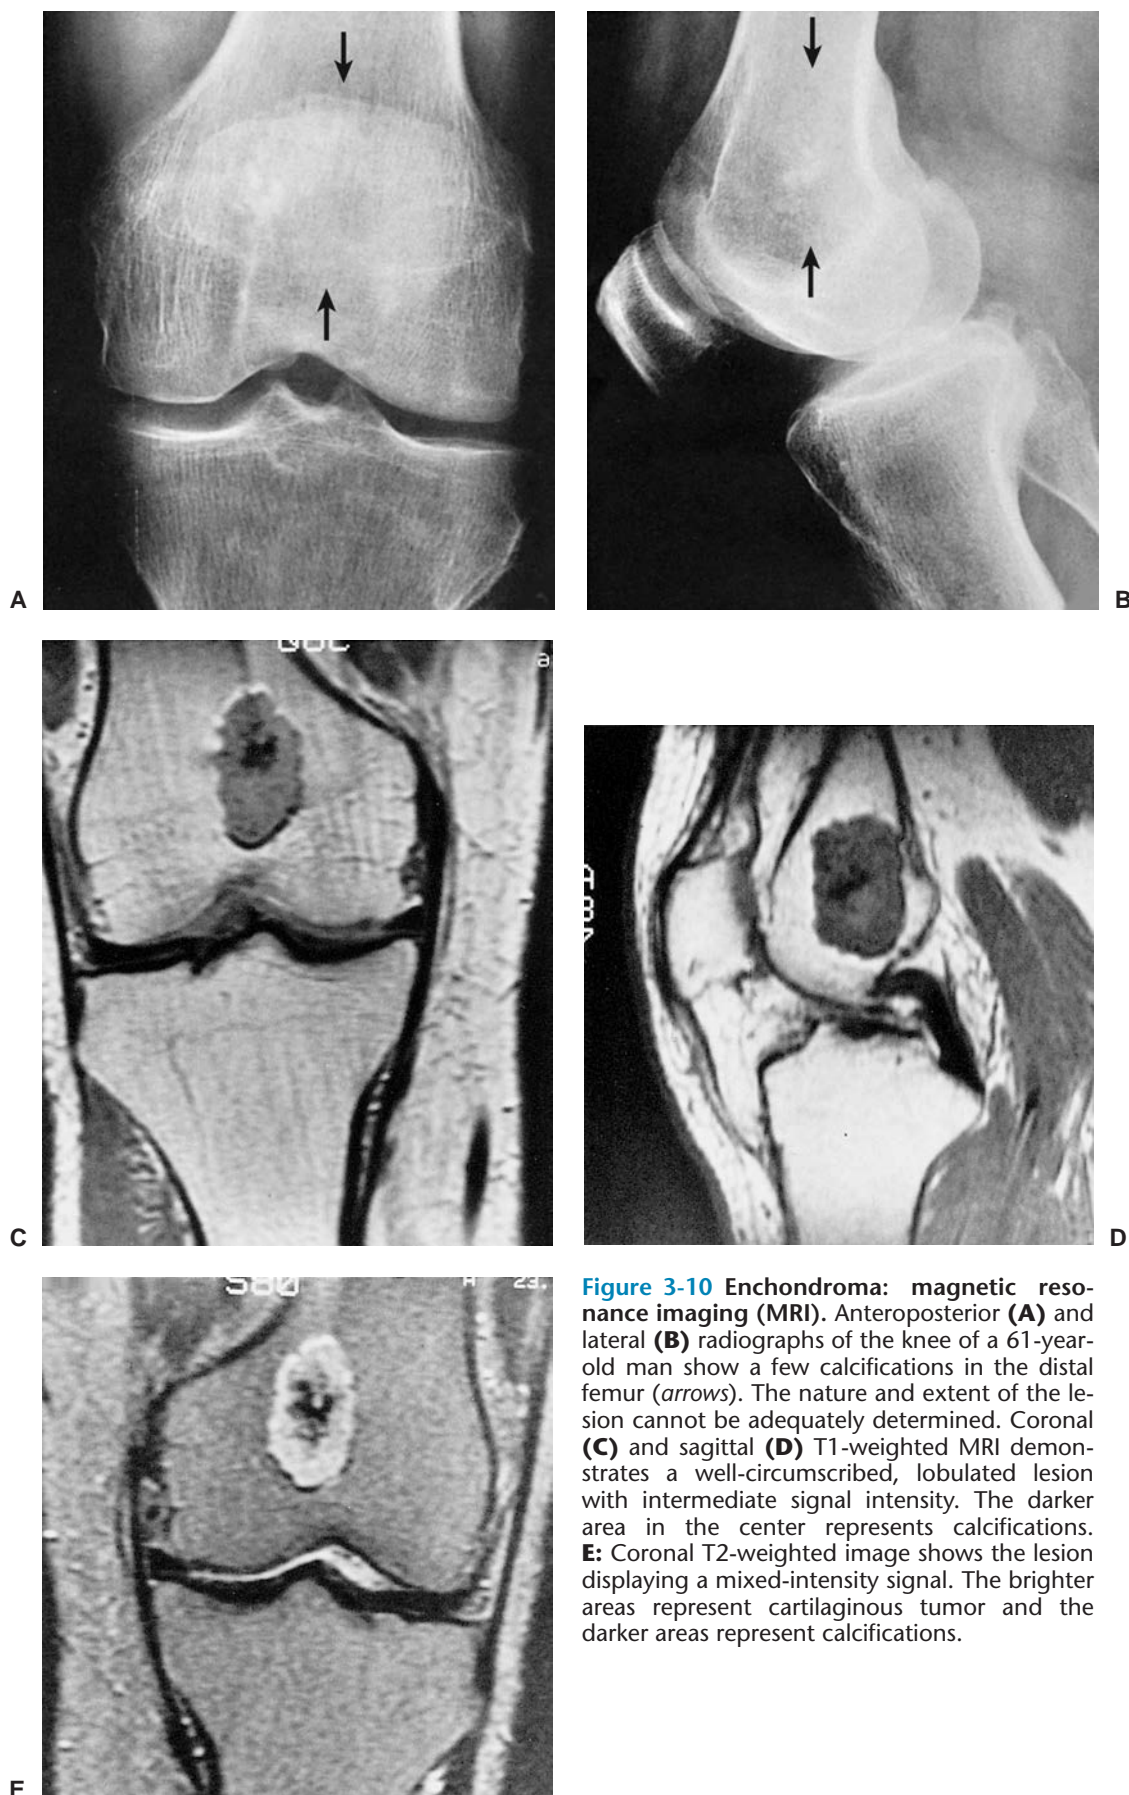 A
B
a
C
D
S80
A 23.
E
Figure 3-10 Enchondroma: magnetic reso-
nance imaging (MRI). Anteroposterior (A) and
lateral (B) radiographs of the knee of a 61-year-
old man show a few calcifications in the distal
femur (arrows). The nature and extent of the le-
sion cannot be adequately determined. Coronal
(C) and sagittal (D) T1-weighted MRI demon-
strates a well-circumscribed, lobulated lesion
with intermediate signal intensity. The darker
area in the center represents calcifications.
E: Coronal T2-weighted image shows the lesion
displaying a mixed-intensity signal. The brighter
areas represent cartilaginous tumor and the
darker areas represent calcifications.